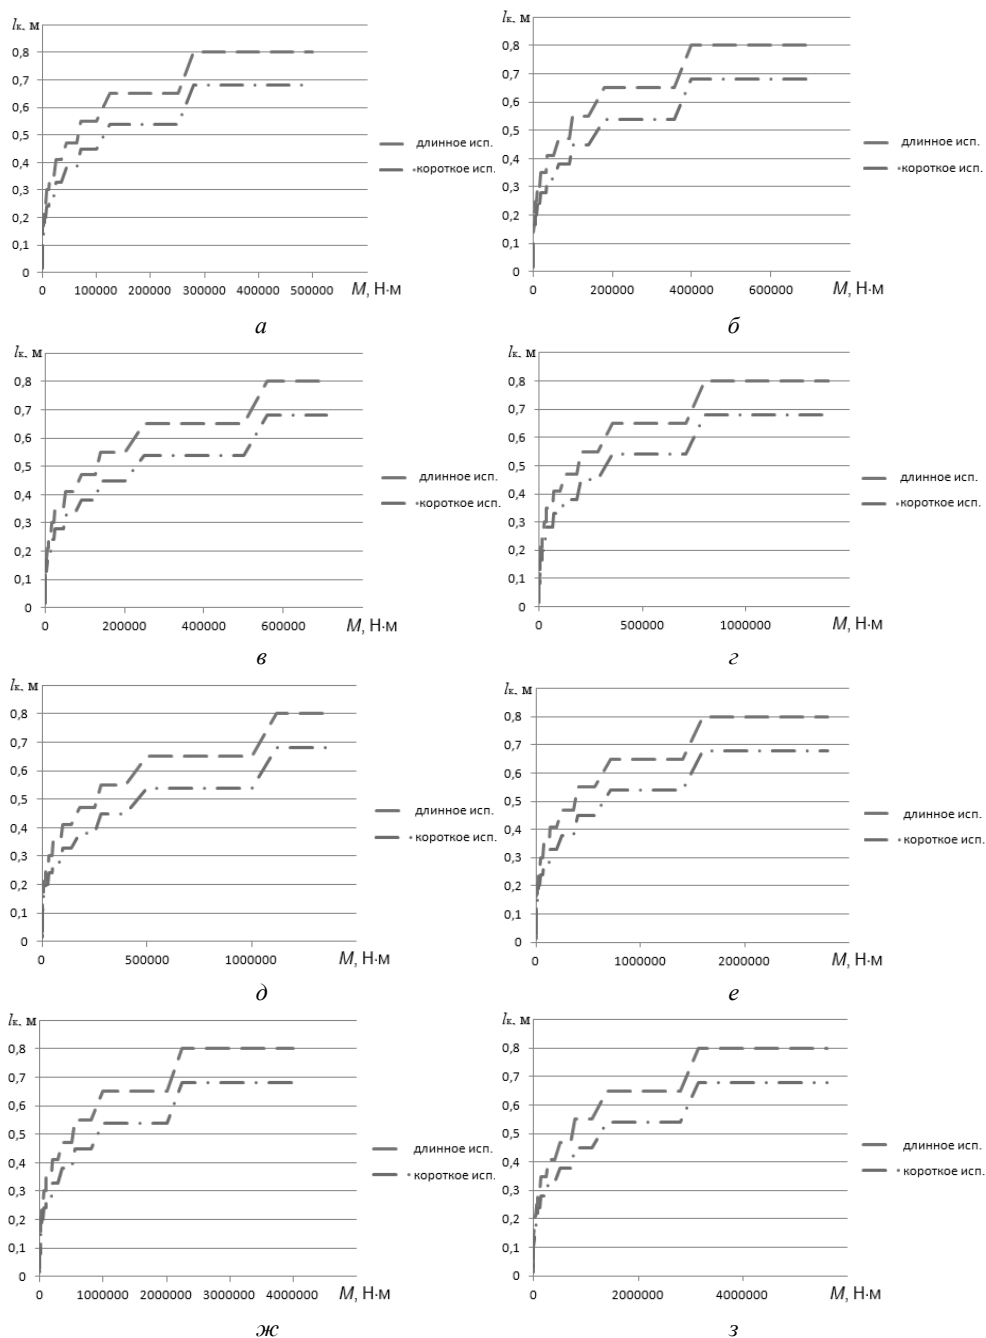 lк, м
0,8
0,7
0,6
0,5
0,4
0,3
0,2
0,1
0
0 100000 200000 300000 400000 500000 M, Н·м
длинное исп.
короткое исп.
а
lк, м
0,8
0,7
0,6
0,5
0,4
0,3
0,2
0,1
0
0 200000 400000 600000 M, Н·м
длинное исп.
короткое исп.
б
lк, м
0,8
0,7
0,6
0,5
0,4
0,3
0,2
0,1
0
0 200000 400000 600000 M, Н·м
длинное исп.
короткое исп.
в
lк, м
0,8
0,7
0,6
0,5
0,4
0,3
0,2
0,1
0
0 500000 1000000 M, Н·м
длинное исп.
короткое исп.
г
lк, м
0,8
0,7
0,6
0,5
0,4
0,3
0,2
0,1
0
0 500000 1000000 M, Н·м
длинное исп.
короткое исп.
д
lк, м
0,8
0,7
0,6
0,5
0,4
0,3
0,2
0,1
0
0 1000000 2000000 M, Н·м
длинное исп.
короткое исп.
е
lк, м
0,8
0,7
0,6
0,5
0,4
0,3
0,2
0,1
0
0 1000000 2000000 3000000 4000000 M, Н·м
длинное исп.
короткое исп.
ж
lк, м
0,8
0,7
0,6
0,5
0,4
0,3
0,2
0,1
0
0 2000000 4000000 M, Н·м
длинное исп.
короткое исп.
з